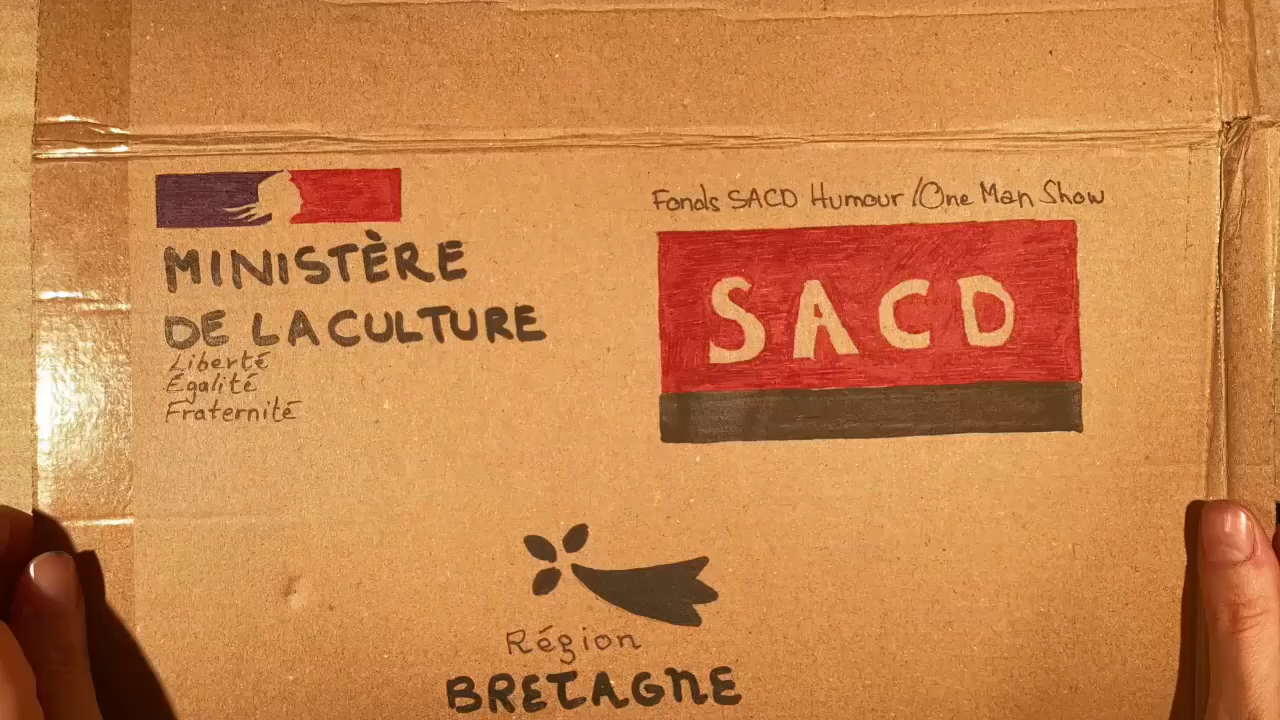 MINISTÈRE
DE LA CULTURE
Liberté
Égalité
Fraternité
Fonds SACD Humour/One Man Show
SACD
Région
BRETAGNE